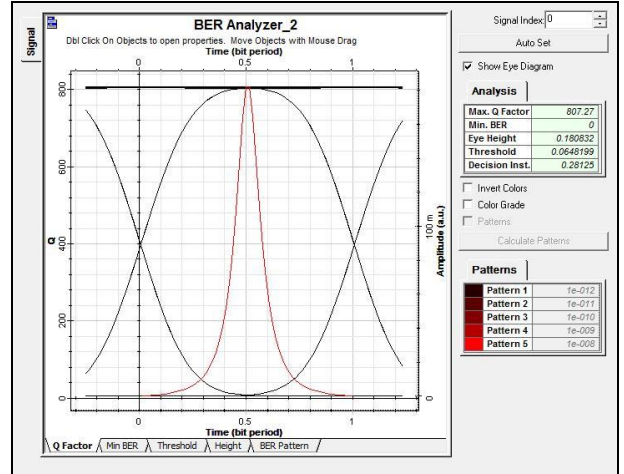 Signal
BER Analyzer_2
Dbl Click On Objects to open properties. Move Objects with Mouse Drag
Time (bit period)
0 0.5 1
Q
800
600
400
200
0
100 m
0
Amplitude (a.u.)
0 0.5 1
Time (bit period)
Q Factor Min BER Threshold Height BER Pattern
Signal Index: 0
Auto Set
Show Eye Diagram
Analysis
Max. Q Factor 807.27
Min. BER 0
Eye Height 0.180832
Threshold 0.0648199
Decision Inst. 0.28125
Invert Colors
Color Grade
Patterns
Calculate Patterns
Patterns
Pattern 1 1e-012
Pattern 2 1e-011
Pattern 3 1e-010
Pattern 4 1e-009
Pattern 5 1e-008